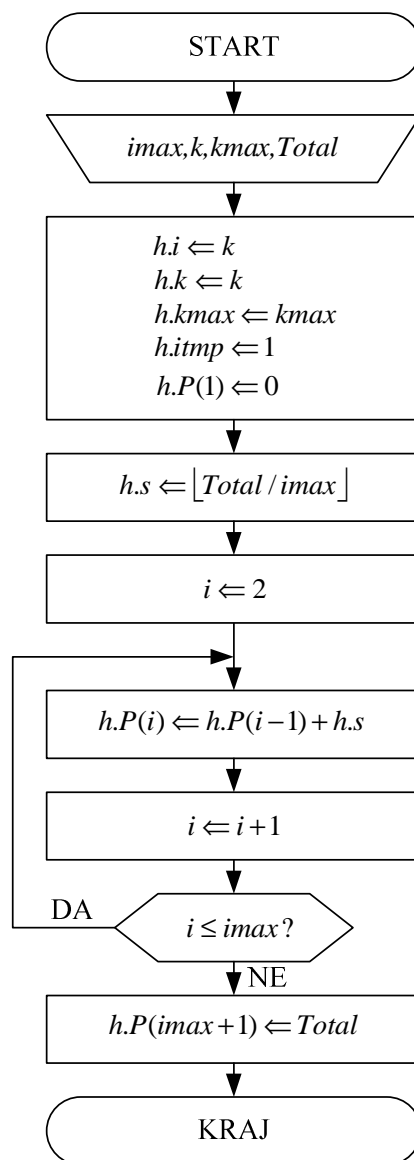 START
imax,k,kmax,Total
h.i ⇐ k
h.k ⇐ k
h.kmax ⇐ kmax
h.itmp ⇐ 1
h.P(1) ⇐ 0
h.s ⇐ ⌊Total / imax⌋
i ⇐ 2
h.P(i) ⇐ h.P(i−1) + h.s
i ⇐ i+1
DA
i ≤ imax?
NE
h.P(imax+1) ⇐ Total
KRAJ